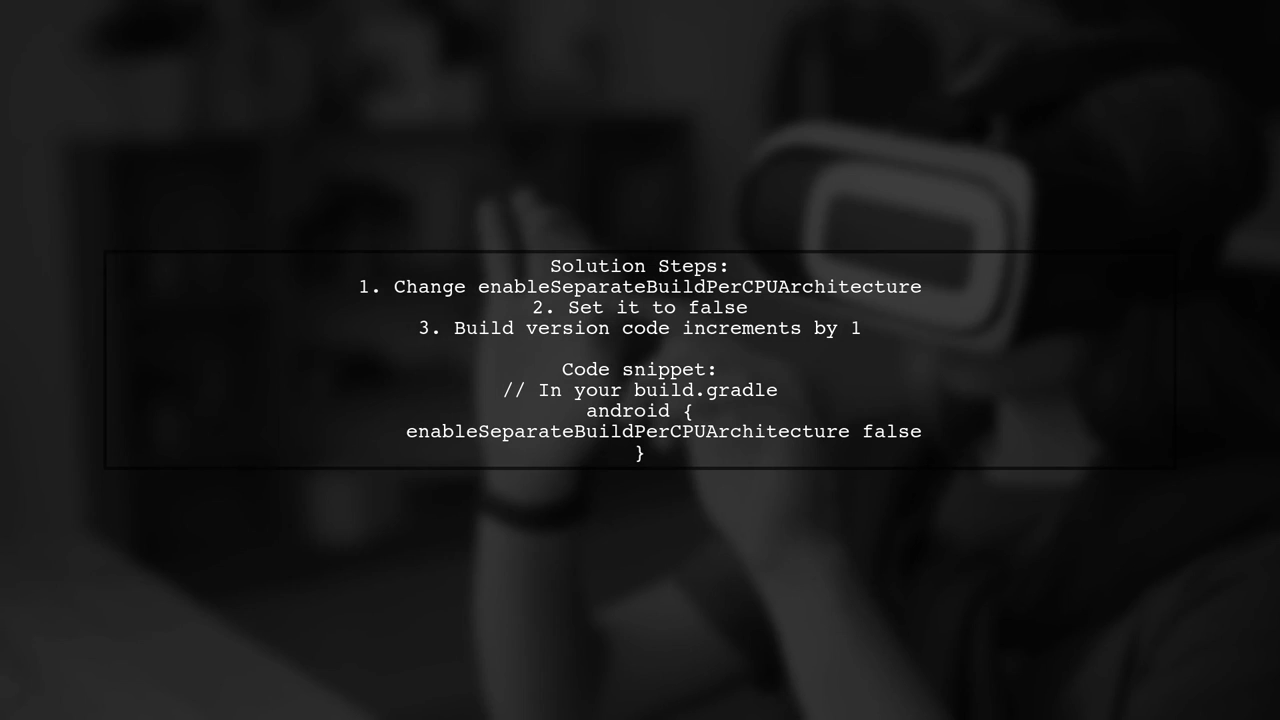 Solution Steps:
1. Change enableSeparateBuildPerCPUArchitecture
2. Set it to false
3. Build version code increments by 1
Code snippet:
// In your build.gradle
android {
enableSeparateBuildPerCPUArchitecture false
}